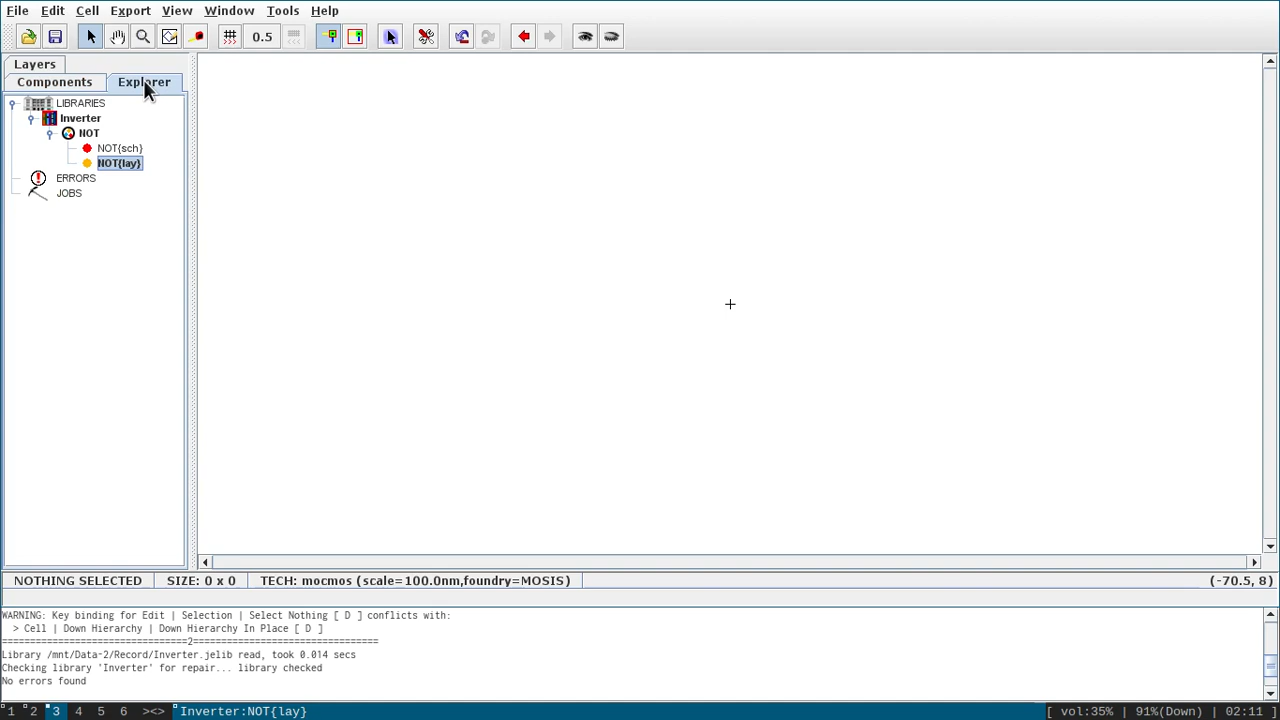 File Edit Cell Export View Window Tools Help
0.5
Layers
Components Explorer
LIBRARIES
Inverter
NOT
NOT{sch}
NOT{lay}
ERRORS
JOBS
NOTHING SELECTED SIZE: 0 x 0 TECH: mocmos (scale=100.0nm,foundry=MOSIS) (-70.5, 8)
WARNING: Key binding for Edit | Selection | Select Nothing [ D ] conflicts with:
> Cell | Down Hierarchy | Down Hierarchy In Place [ D ]
=================================2=================================
Library /mnt/Data-2/Record/Inverter.jelib read, took 0.014 secs
Checking library 'Inverter' for repair... library checked
No errors found
1 2 3 4 5 6 ><> Inverter:NOT{lay} [ vol:35% | 91%(Down) | 02:11 ]